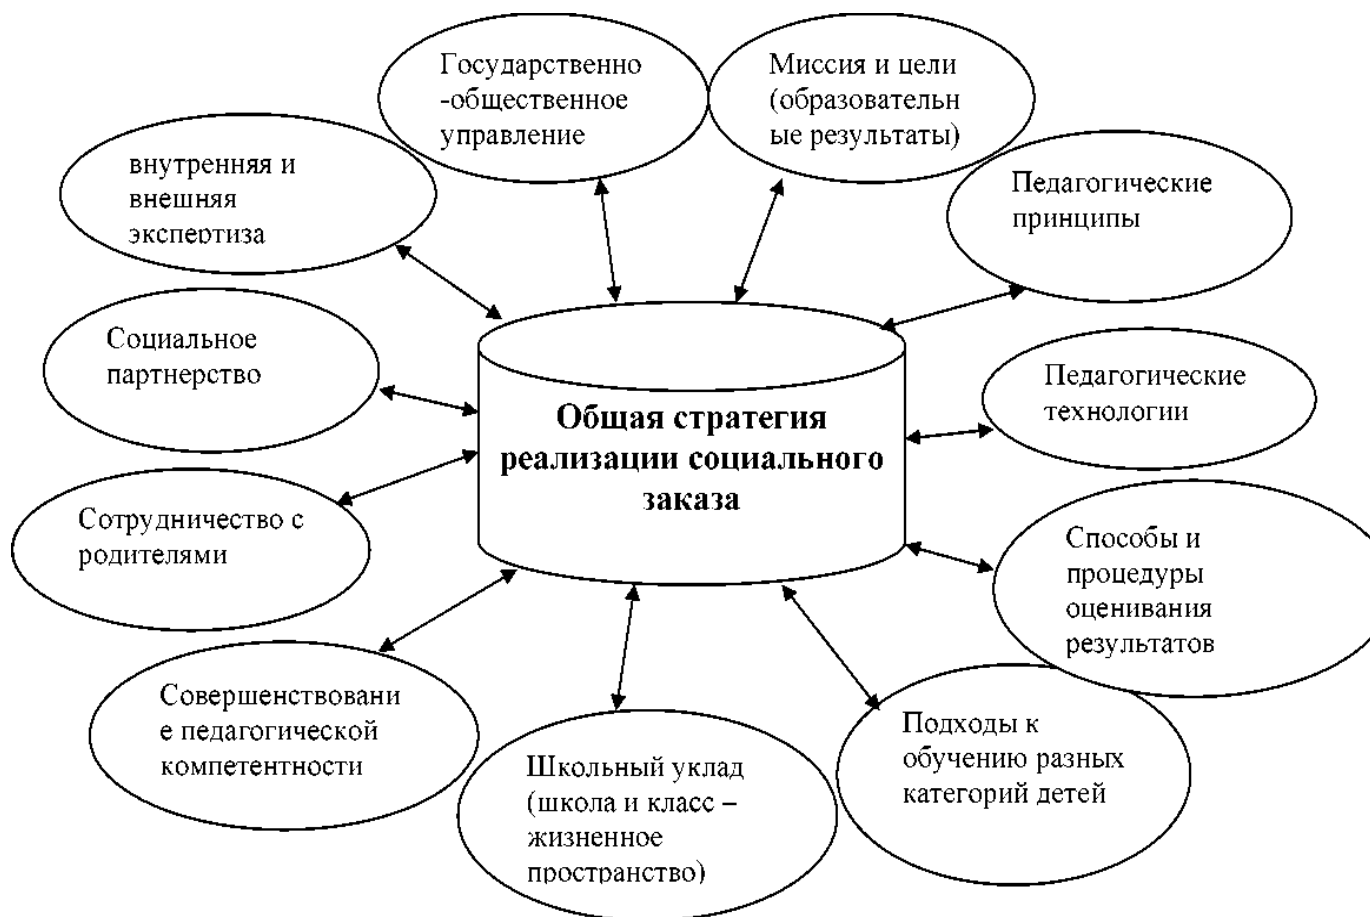 Государственно
-общественное
управление
Миссия и цели
(образовательн
ые результаты)
внутренняя и
внешняя
экспертиза
Педагогические
принципы
Социальное
партнерство
Педагогические
технологии
Общая стратегия
реализации социального
заказа
Сотрудничество с
родителями
Способы и
процедуры
оценивания
результатов
Совершенствовани
е педагогической
компетентности
Школьный уклад
(школа и класс –
жизненное
пространство)
Подходы к
обучению разных
категорий детей